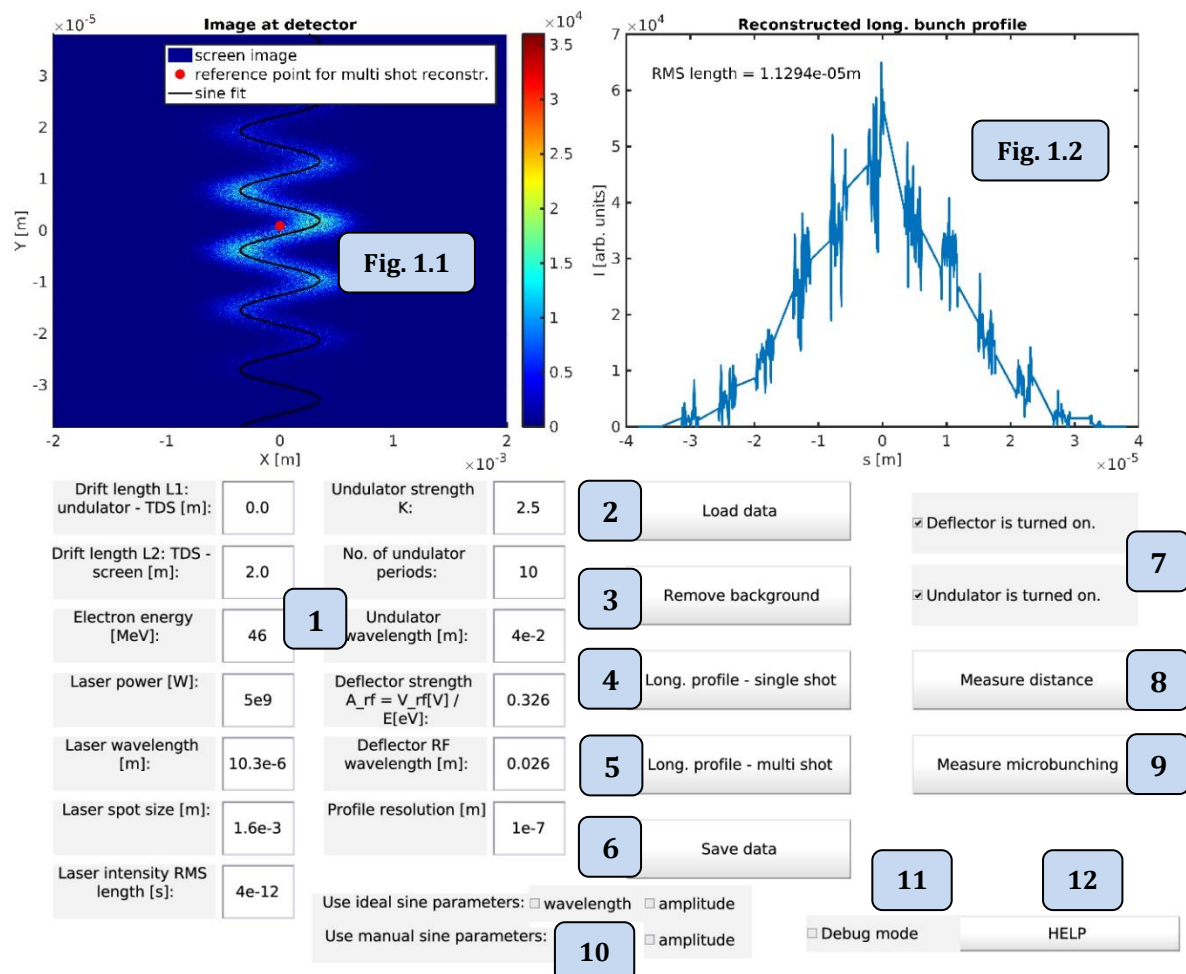 Image at detector
×10^-5
×10^4
screen image
reference point for multi shot reconstr.
sine fit
3
2
1
0
-1
-2
-3
Y [m]
-2
-1
0
1
2
X [m]
×10^-3
3.5
3
2.5
2
1.5
1
0.5
0
Fig. 1.1
Reconstructed long. bunch profile
×10^4
RMS length = 1.1294e-05m
Fig. 1.2
7
6
5
4
3
2
1
0
I [arb. units]
-4
-3
-2
-1
0
1
2
3
4
s [m]
×10^-5
Drift length L1:
undulator - TDS [m]:
0.0
Drift length L2: TDS -
screen [m]:
2.0
Electron energy
[MeV]:
46
1
Laser power [W]:
5e9
Laser wavelength
[m]:
10.3e-6
Laser spot size [m]:
1.6e-3
Laser intensity RMS
length [s]:
4e-12
Undulator strength
K:
2.5
No. of undulator
periods:
10
Undulator
wavelength [m]:
4e-2
Deflector strength
A_rf = V_rf[V] /
E[eV]:
0.326
Deflector RF
wavelength [m]:
0.026
Profile resolution [m]
1e-7
2
Load data
3
Remove background
4
Long. profile - single shot
5
Long. profile - multi shot
6
Save data
Deflector is turned on.
Undulator is turned on.
7
Measure distance
8
Measure microbunching
9
Use ideal sine parameters: wavelength amplitude
Use manual sine parameters: amplitude
10
11
Debug mode
12
HELP